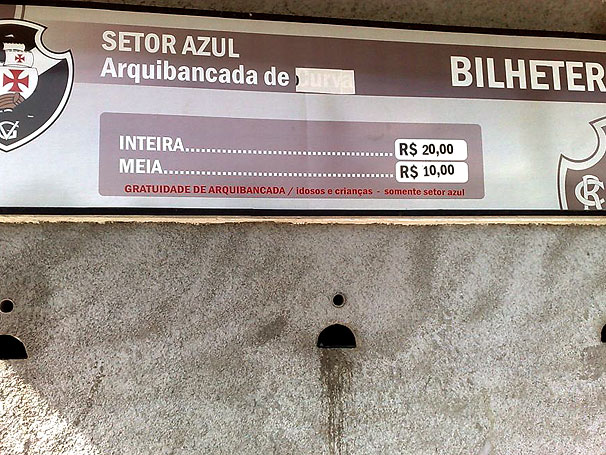 SETOR AZUL
Arquibancada de Curva
BILHETER
INTEIRA........................................ R$ 20,00
MEIA............................................ R$ 10,00
GRATUIDADE DE ARQUIBANCADA / idosos e crianças - somente setor azul